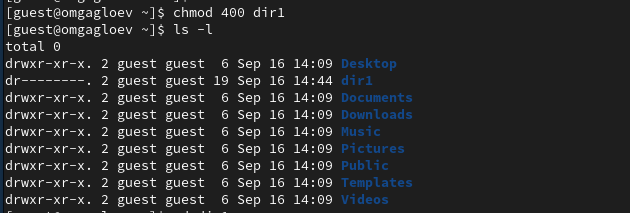 [guest@omgagloev ~]$ chmod 400 dir1
[guest@omgagloev ~]$ ls -l
total 0
drwxr-xr-x. 2 guest guest  6 Sep 16 14:09 Desktop
dr--------. 2 guest guest 19 Sep 16 14:44 dir1
drwxr-xr-x. 2 guest guest  6 Sep 16 14:09 Documents
drwxr-xr-x. 2 guest guest  6 Sep 16 14:09 Downloads
drwxr-xr-x. 2 guest guest  6 Sep 16 14:09 Music
drwxr-xr-x. 2 guest guest  6 Sep 16 14:09 Pictures
drwxr-xr-x. 2 guest guest  6 Sep 16 14:09 Public
drwxr-xr-x. 2 guest guest  6 Sep 16 14:09 Templates
drwxr-xr-x. 2 guest guest  6 Sep 16 14:09 Videos